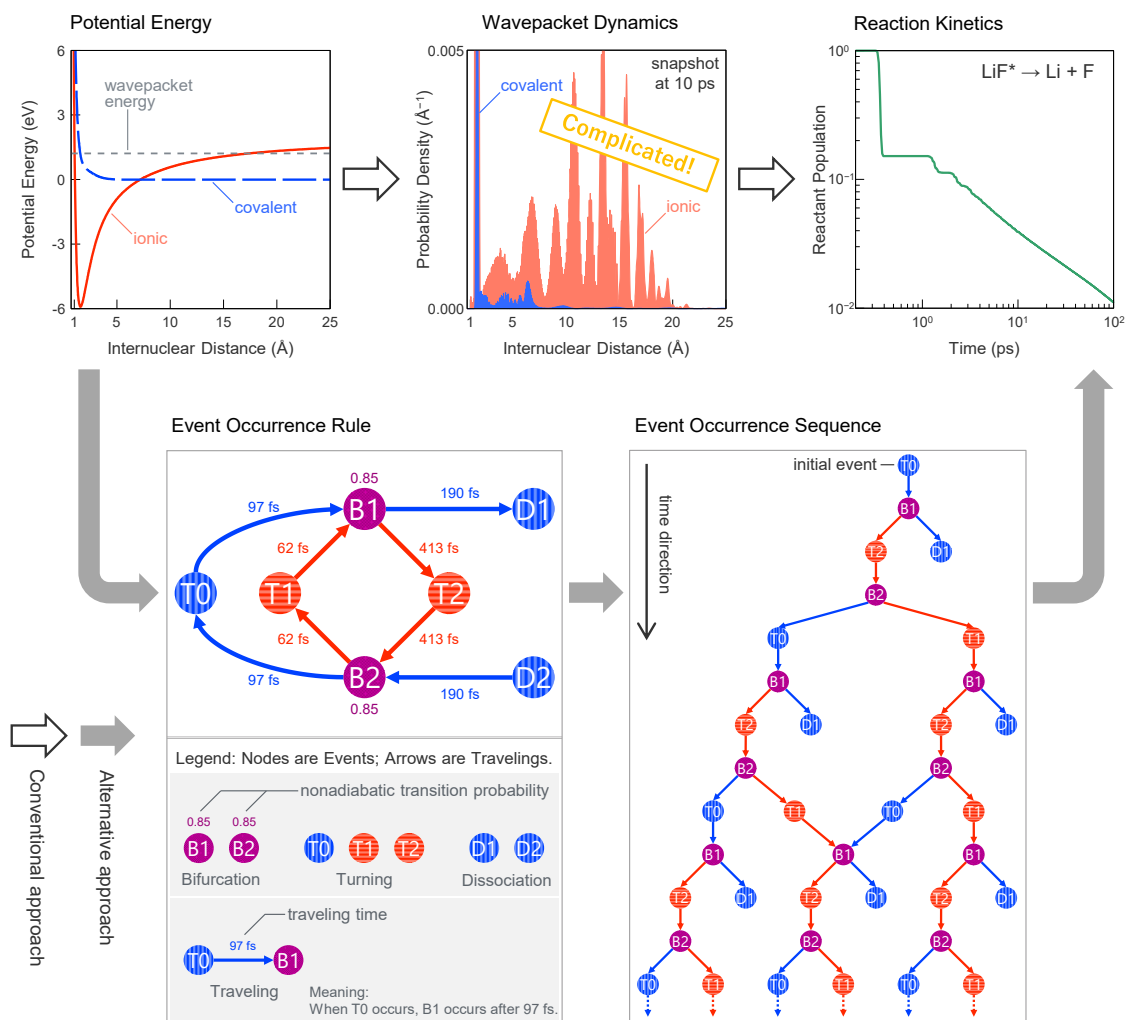 Potential Energy
Wavepacket Dynamics
Reaction Kinetics
6
3
0
-3
-6
Potential Energy (eV)
wavepacket
energy
covalent
ionic
1
5
10
15
20
25
Internuclear Distance (Å)
0.005
0.000
Probability Density (Å⁻¹)
covalent
snapshot
at 10 ps
Complicated!
ionic
1
5
10
15
20
25
Internuclear Distance (Å)
10⁰
10⁻¹
10⁻²
Reactant Population
LiF* → Li + F
10⁰
10¹
10²
Time (ps)
Event Occurrence Rule
0.85
B1
190 fs
D1
97 fs
62 fs
413 fs
T0
T1
T2
62 fs
413 fs
97 fs
B2
190 fs
D2
0.85
Legend: Nodes are Events; Arrows are Travelings.
nonadiabatic transition probability
0.85
0.85
B1
B2
T0
T1
T2
D1
D2
Bifurcation
Turning
Dissociation
traveling time
97 fs
T0
B1
Traveling
Meaning:
When T0 occurs, B1 occurs after 97 fs.
Conventional approach
Alternative approach
Event Occurrence Sequence
time direction
initial event
T0
B1
T2
D1
B2
T0
T1
B1
B1
T2
D1
T2
D1
B2
B2
T0
T1
T0
T1
B1
B1
B1
T2
D1
T2
D1
T2
D1
B2
B2
B2
T0
T1
T0
T1
T0
T1